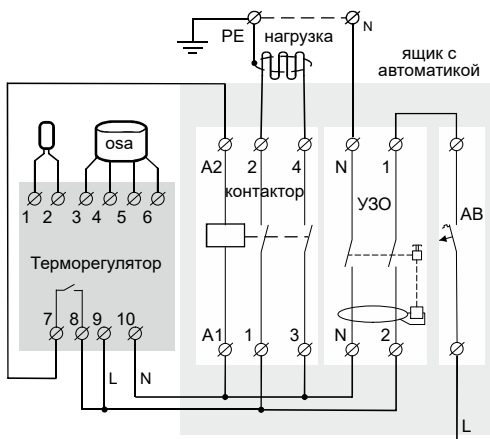 PE нагрузка N
ящик с
автоматикой
osa
A2 2 4 N 1
контактор
УЗО
АВ
1 2 3 4 5 6
Терморегулятор
7 8 9 10
A1 1 3 N 2
L N
L